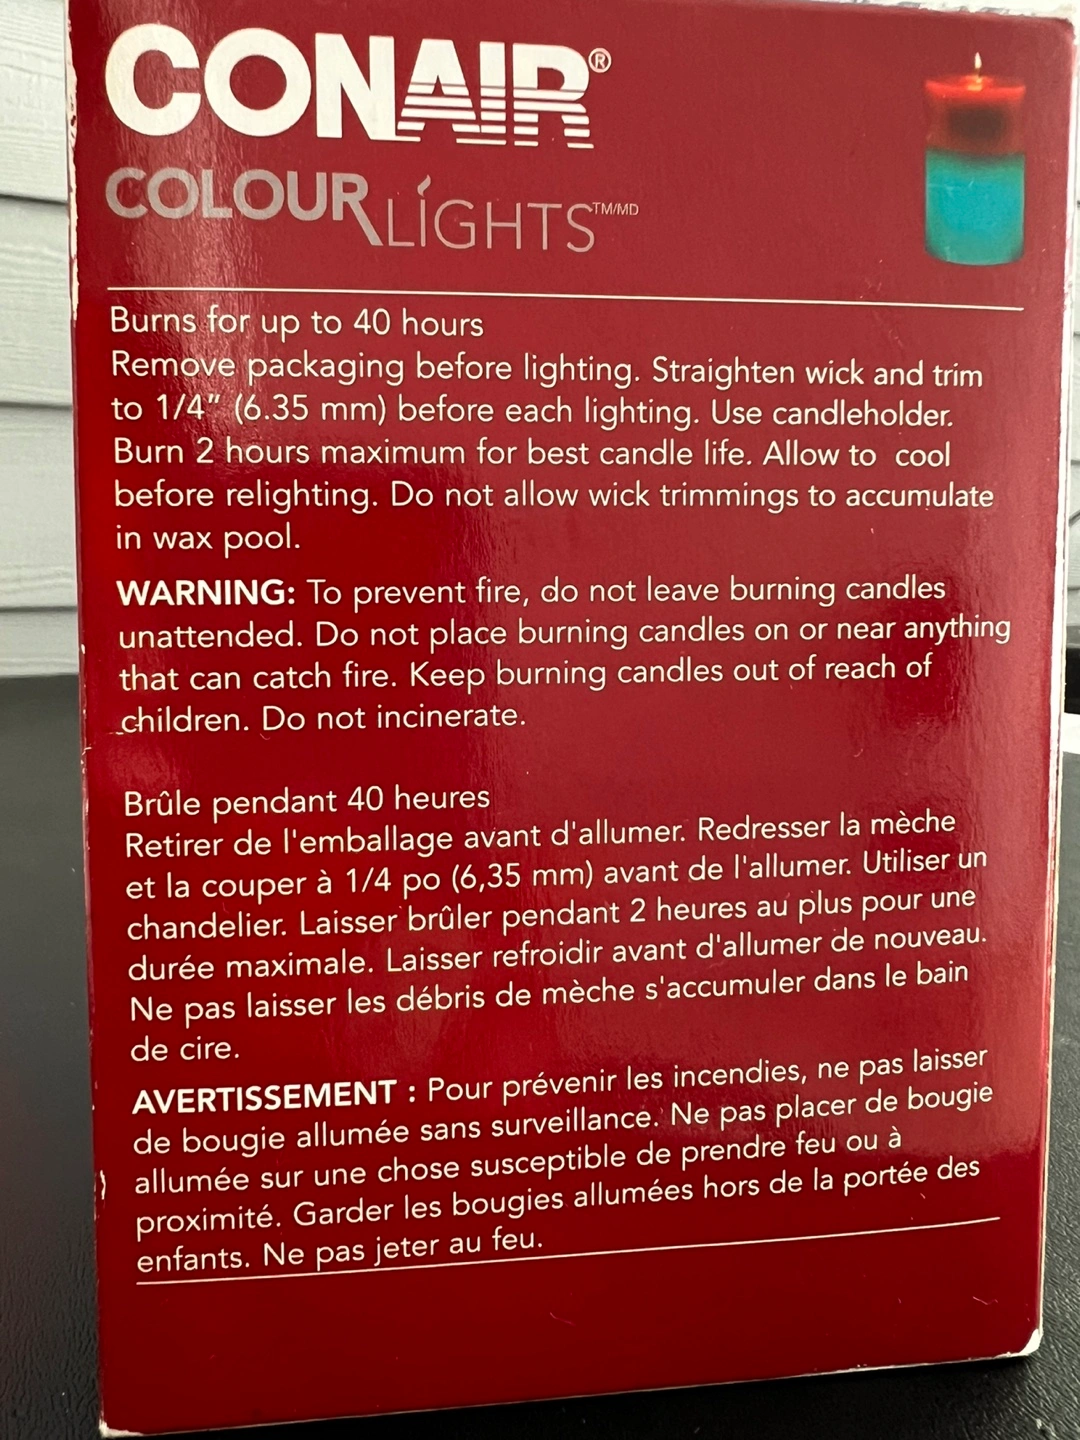 CONAIR®
COLOUR LIGHTS™/MD
Burns for up to 40 hours
Remove packaging before lighting. Straighten wick and trim
to 1/4" (6.35 mm) before each lighting. Use candleholder.
Burn 2 hours maximum for best candle life. Allow to cool
before relighting. Do not allow wick trimmings to accumulate
in wax pool.
WARNING: To prevent fire, do not leave burning candles
unattended. Do not place burning candles on or near anything
that can catch fire. Keep burning candles out of reach of
children. Do not incinerate.
Brûle pendant 40 heures
Retirer de l'emballage avant d'allumer. Redresser la mèche
et la couper à 1/4 po (6,35 mm) avant de l'allumer. Utiliser un
chandelier. Laisser brûler pendant 2 heures au plus pour une
durée maximale. Laisser refroidir avant d'allumer de nouveau.
Ne pas laisser les débris de mèche s'accumuler dans le bain
de cire.
AVERTISSEMENT : Pour prévenir les incendies, ne pas laisser
de bougie allumée sans surveillance. Ne pas placer de bougie
allumée sur une chose susceptible de prendre feu ou à
proximité. Garder les bougies allumées hors de la portée des
enfants. Ne pas jeter au feu.